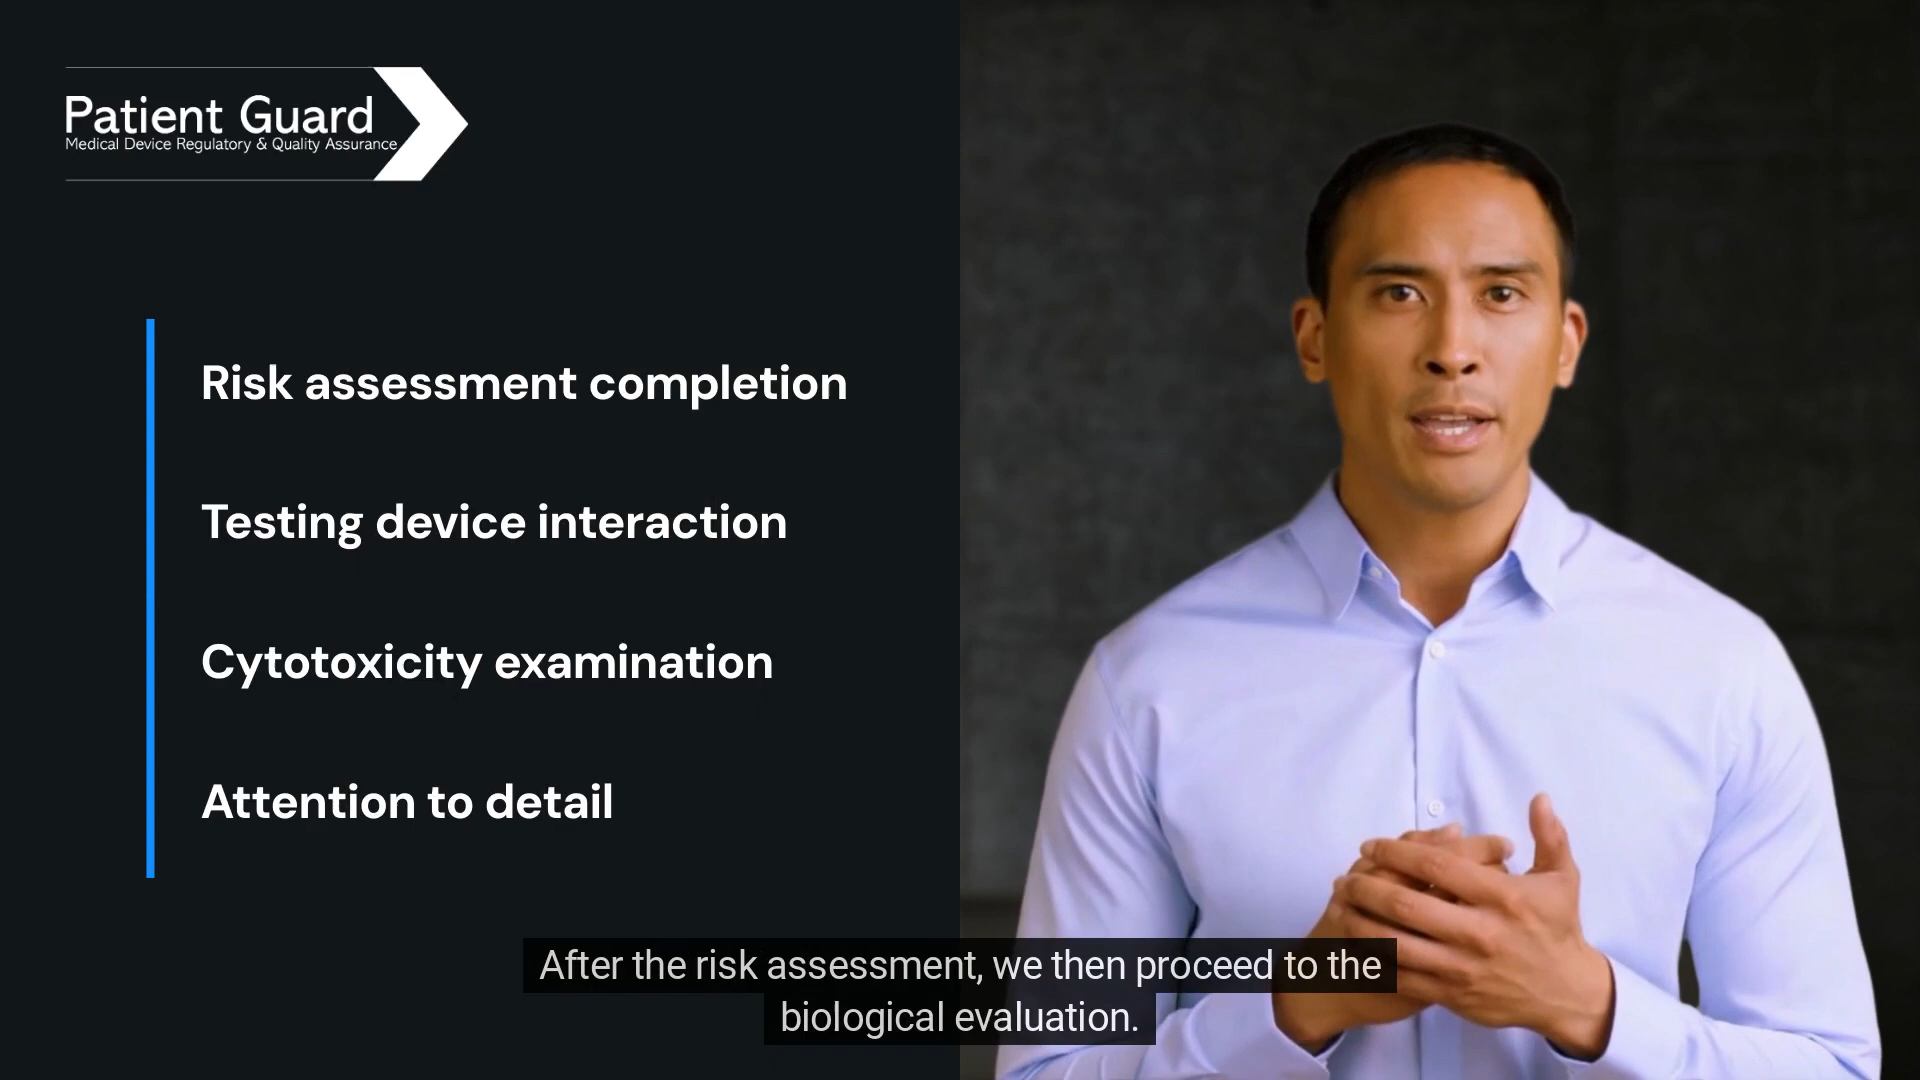 Patient Guard
Medical Device Regulatory & Quality Assurance
Risk assessment completion
Testing device interaction
Cytotoxicity examination
Attention to detail
After the risk assessment, we then proceed to the
biological evaluation.